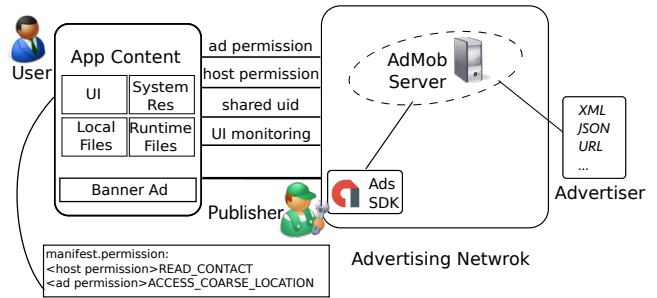 User
App Content
UI
System
Res
Local
Files
Runtime
Files
Banner Ad
ad permission
host permission
shared uid
UI monitoring
Publisher
AdMob
Server
Ads
SDK
XML
JSON
URL
...
Advertiser
Advertising Netwrok
manifest.permission:
<host permission>READ_CONTACT
<ad permission>ACCESS_COARSE_LOCATION